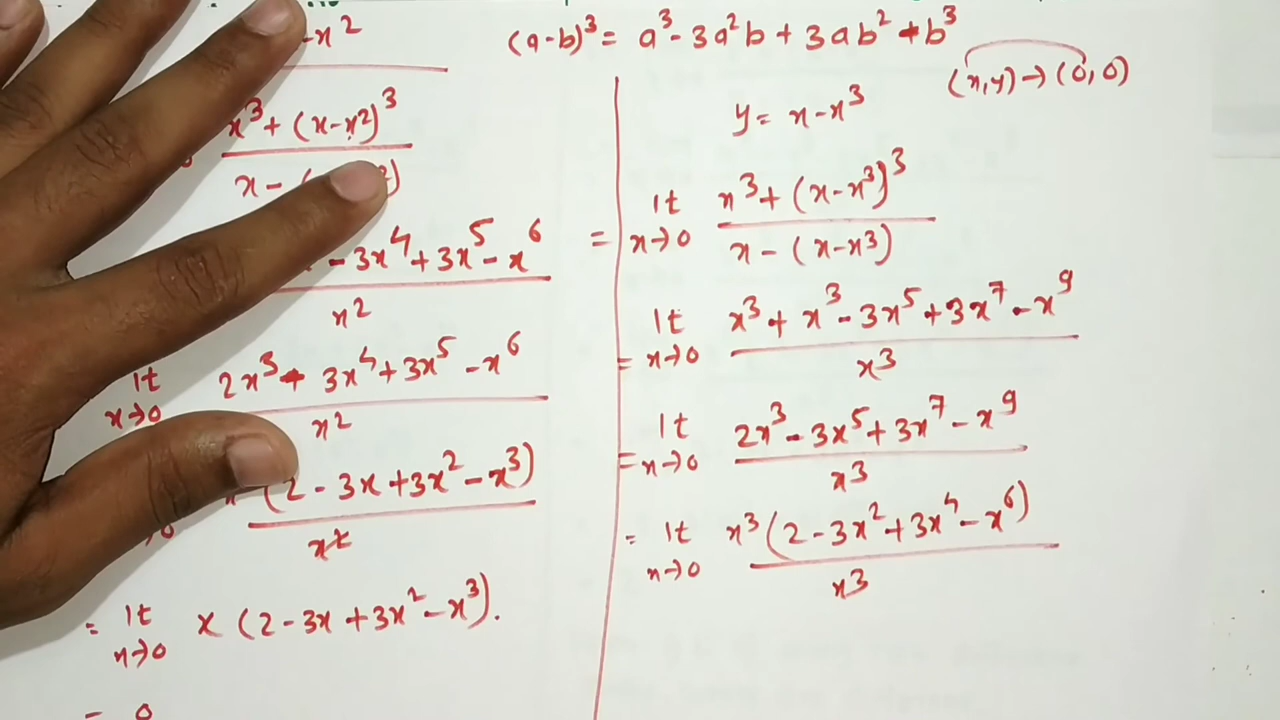 -x²
x³ + (x-x²)³
x - (
- 3x⁴ + 3x⁵ - x⁶
x²
lt x→0 2x³ - 3x⁴ + 3x⁵ - x⁶
x²
(2 - 3x + 3x² - x³)
x²
= lt x→0 x (2 - 3x + 3x² - x³).
= 0
(a-b)³ = a³ - 3a²b + 3ab² - b³
(x,y) → (0,0)
y = x - x³
= lt x→0 x³ + (x-x³)³
x - (x-x³)
= lt x→0 x³ + x³ - 3x⁵ + 3x⁷ - x⁹
x³
= lt x→0 2x³ - 3x⁵ + 3x⁷ - x⁹
x³
= lt x→0 x³ (2 - 3x² + 3x⁴ - x⁶)
x³